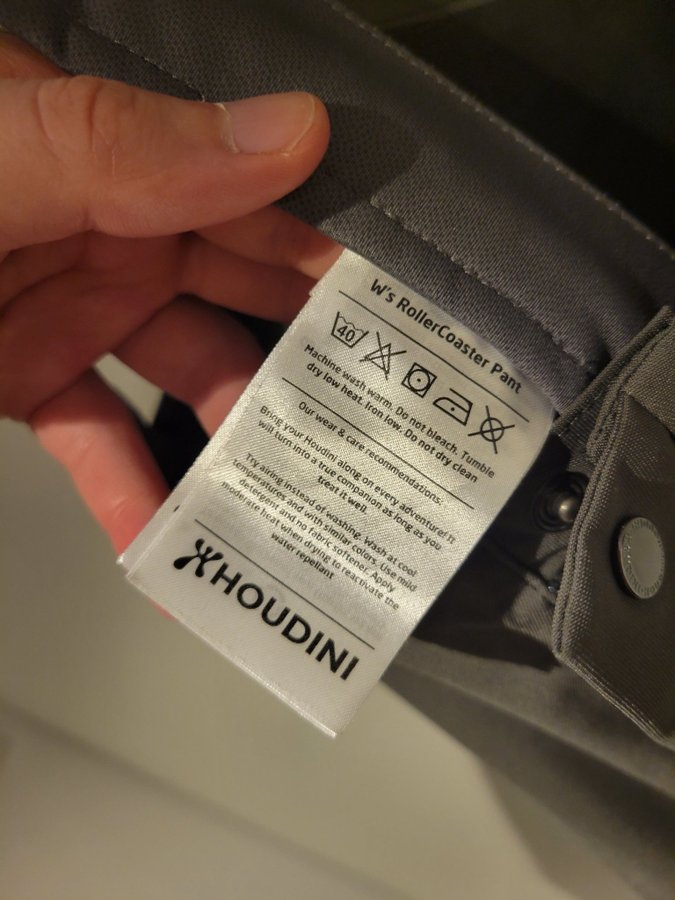 W's RollerCoaster Pant
40
Machine wash warm. Do not bleach. Tumble
dry low heat. Iron low. Do not dry clean
Our wear & care recommendations:
Bring your Houdini along on every adventure! It
will turn into a true companion as long as you
treat it well
Try airing instead of washing. Wash at cool
temperatures and with similar colors. Use mild
detergent and no fabric softener. Apply
moderate heat when drying to reactivate the
water repellant
HOUDINI